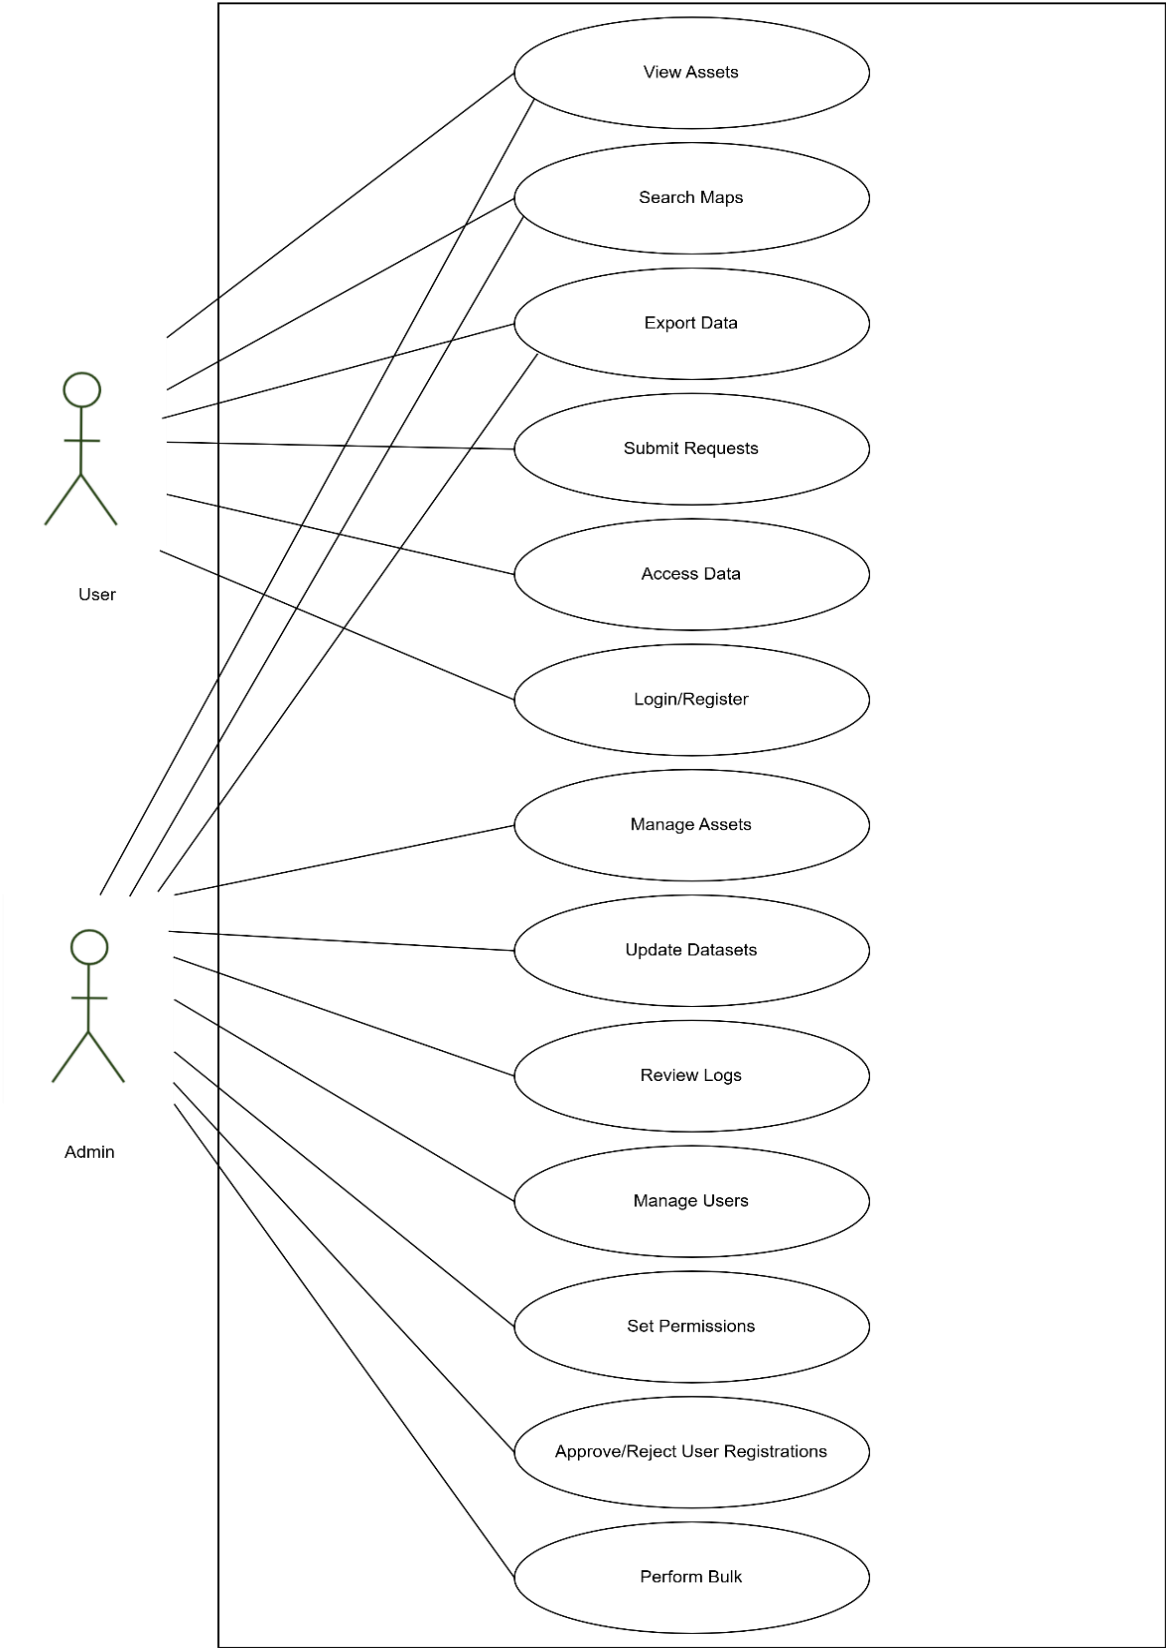 View Assets
Search Maps
Export Data
Submit Requests
Access Data
User
Login/Register
Manage Assets
Update Datasets
Review Logs
Admin
Manage Users
Set Permissions
Approve/Reject User Registrations
Perform Bulk